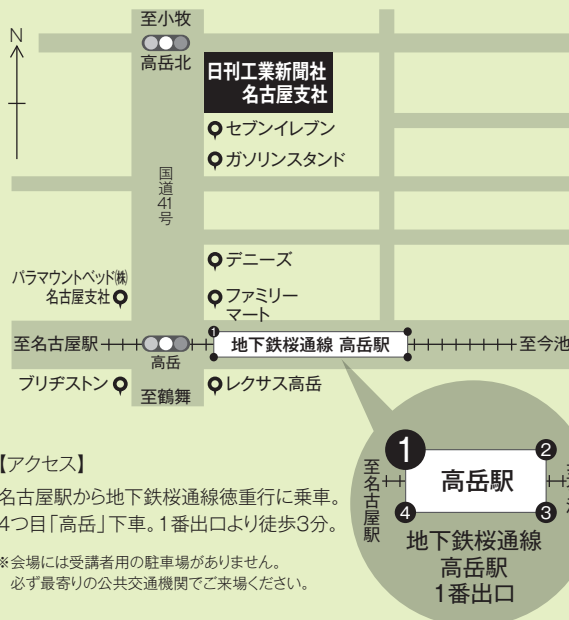 至小牧
N
高岳北
日刊工業新聞社
名古屋支社
セブンイレブン
ガソリンスタンド
国道41号
デニーズ
パラマウントベッド㈱
名古屋支社
ファミリー
マート
至名古屋駅
1
地下鉄桜通線 高岳駅
至今池
高岳
ブリヂストン
至鶴舞
レクサス高岳
【アクセス】
名古屋駅から地下鉄桜通線徳重行に乗車。
4つ目「高岳」下車。1番出口より徒歩3分。
※会場には受講者用の駐車場がありません。
必ず最寄りの公共交通機関でご来場ください。
1
2
至名古屋駅
高岳駅
4
3
地下鉄桜通線
高岳駅
1番出口